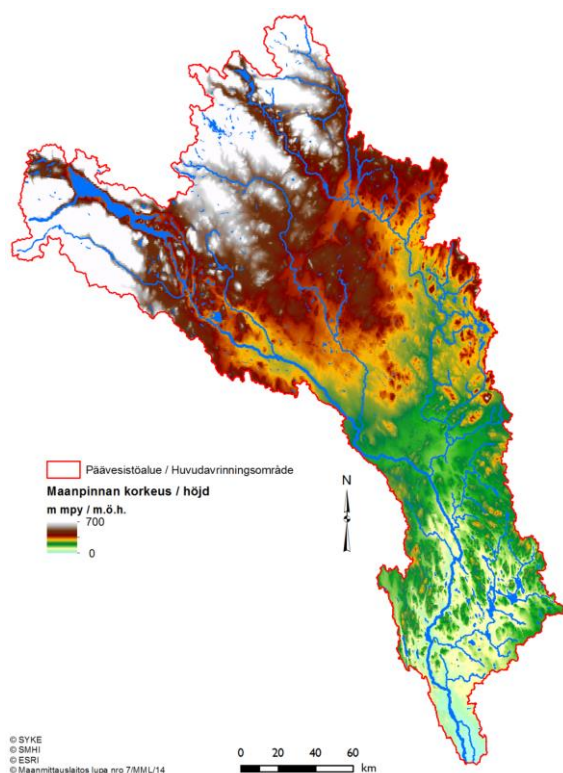 Päävesistöalue / Huvudavrinningsområde
Maanpinnan korkeus / höjd
m mpy / m.ö.h.
700
0
N
© SYKE
© SMHI
© ESRI
© Maanmittauslaitos lupa nro 7/MML/14
0 20 40 60
km